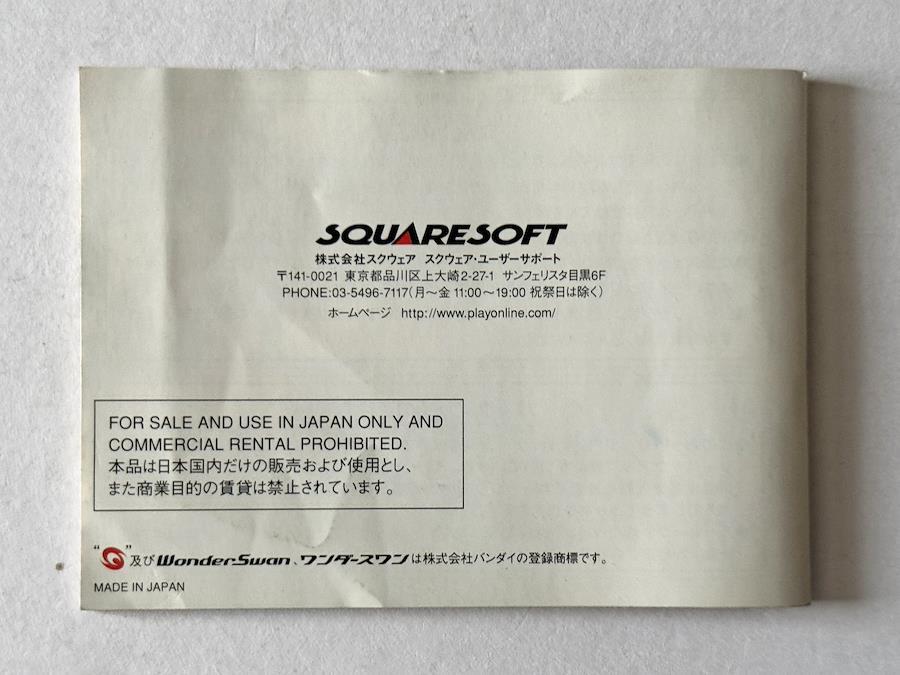 SQUARESOFT
株式会社スクウェア スクウェア・ユーザーサポート
〒141-0021 東京都品川区上大崎2-27-1 サンフェリスタ目黒6F
PHONE:03-5496-7117(月〜金 11:00〜19:00 祝祭日は除く)
ホームページ http://www.playonline.com/
FOR SALE AND USE IN JAPAN ONLY AND
COMMERCIAL RENTAL PROHIBITED.
本品は日本国内だけの販売および使用とし、
また商業目的の賃貸は禁止されています。
“ ”及びWonderSwan、ワンダースワンは株式会社バンダイの登録商標です。
MADE IN JAPAN